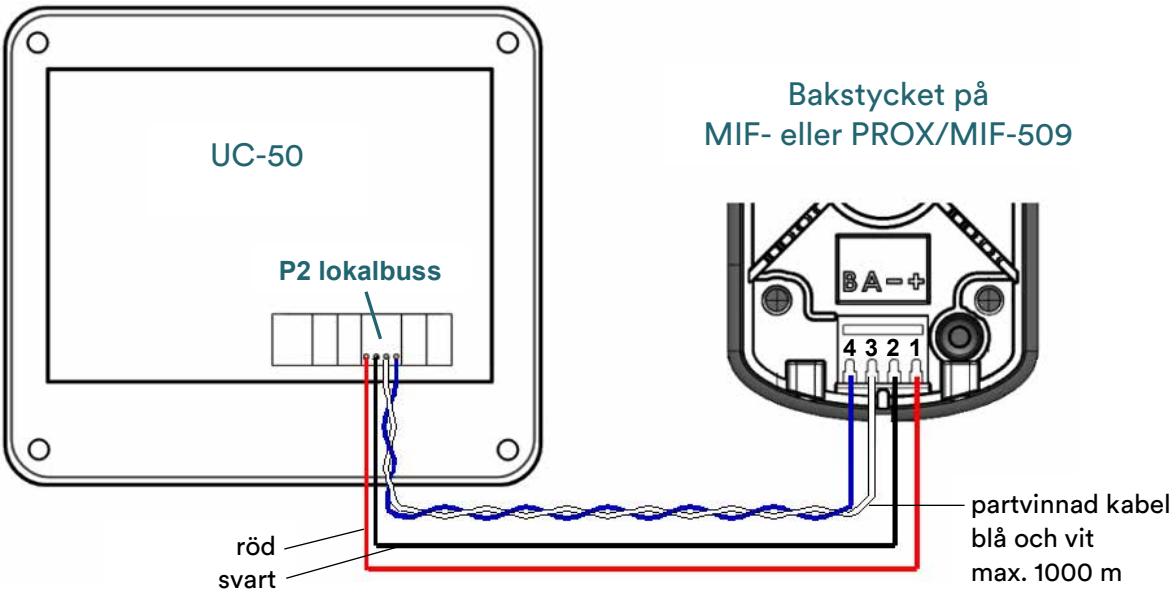 UC-50
P2 lokalbuss
Bakstycket på
MIF- eller PROX/MIF-509
BA-+
4 3 2 1
röd
svart
partvinnad kabel
blå och vit
max. 1000 m